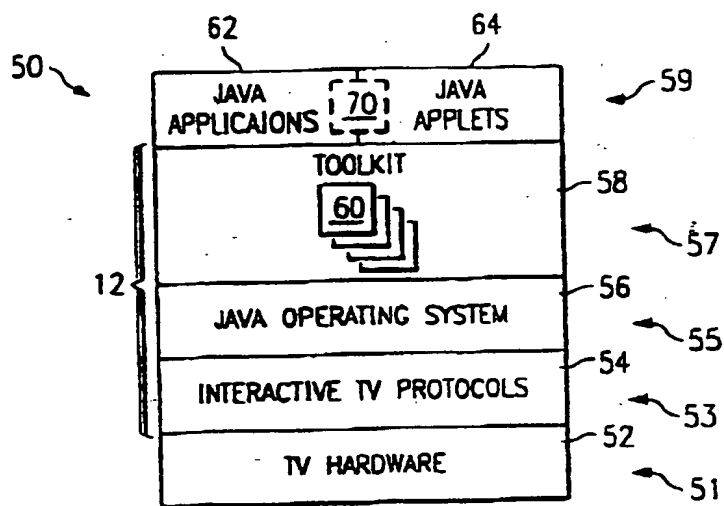 62
64
50
JAVA
APPLICAIONS
70
JAVA
APPLETS
59
TOOLKIT
58
60
57
12
56
JAVA OPERATING SYSTEM
55
54
INTERACTIVE TV PROTOCOLS
53
52
TV HARDWARE
51